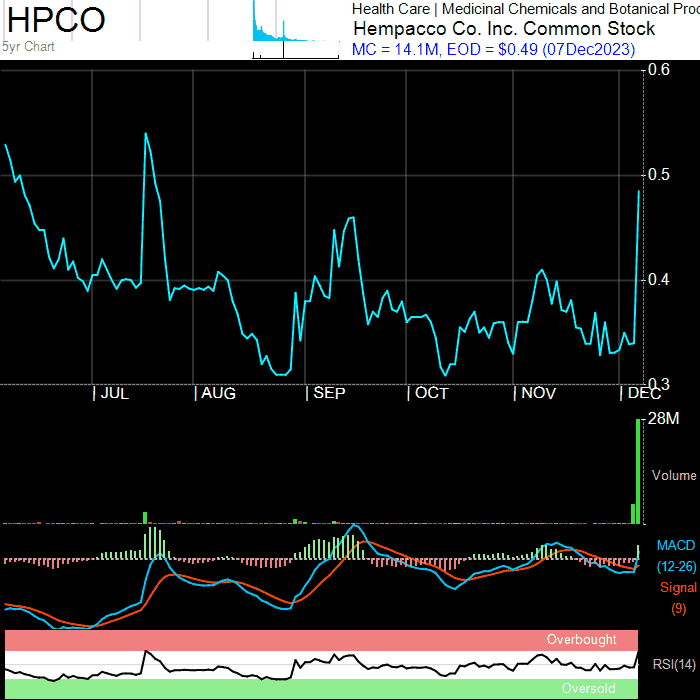 HPCO
5yr Chart
Health Care | Medicinal Chemicals and Botanical Proc
Hempacco Co. Inc. Common Stock
MC = 14.1M, EOD = $0.49 (07Dec2023)
0.6
0.5
0.4
0.3
| JUL | AUG | SEP | OCT | NOV | DEC
28M
Volume
MACD
(12-26)
Signal
(9)
Overbought
RSI(14)
Oversold